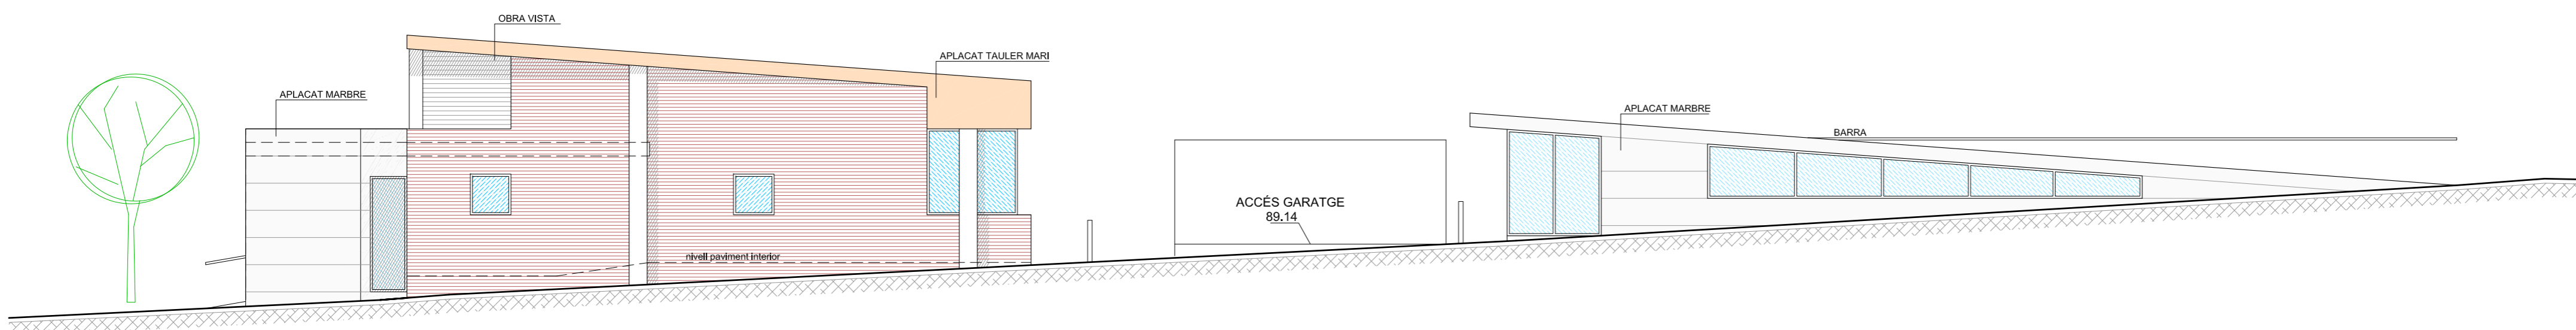 OBRA VISTA
APLACAT TAULER MARI
APLACAT MARBRE
APLACAT MARBRE
BARRA
ACCÉS GARATGE
89.14
nivell paviment interior